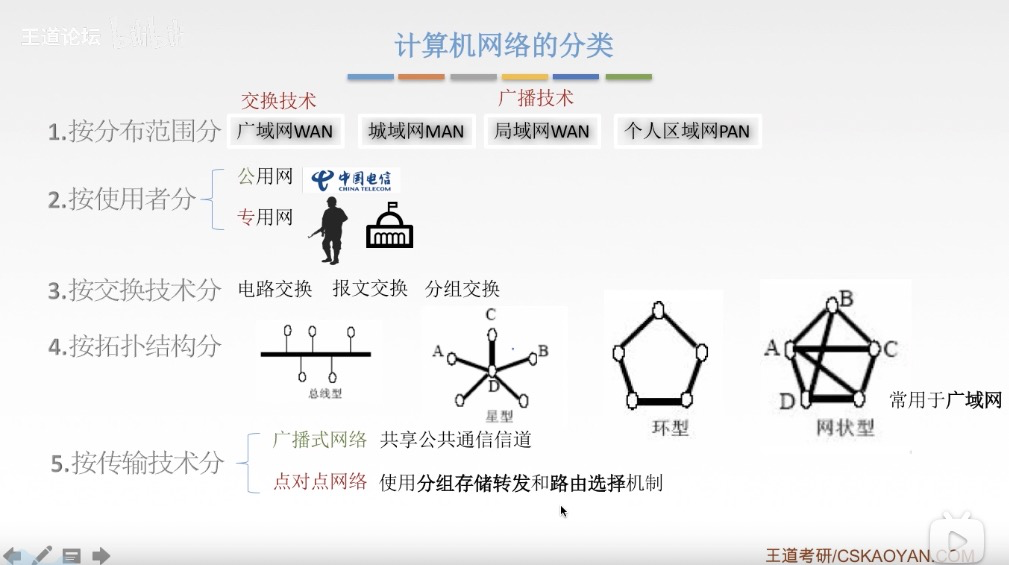 王道论坛
计算机网络的分类
交换技术 广播技术
1.按分布范围分 广域网WAN 城域网MAN 局域网WAN 个人区域网PAN
2.按使用者分
公用网 中国电信
CHINA TELECOM
专用网
3.按交换技术分 电路交换 报文交换 分组交换
4.按拓扑结构分
总线型
C
A B
D
星型
环型
B
A C
D
网状型
常用于广域网
5.按传输技术分
广播式网络 共享公共通信信道
点对点网络 使用分组存储转发和路由选择机制
王道考研/CSKAOYAN.COM